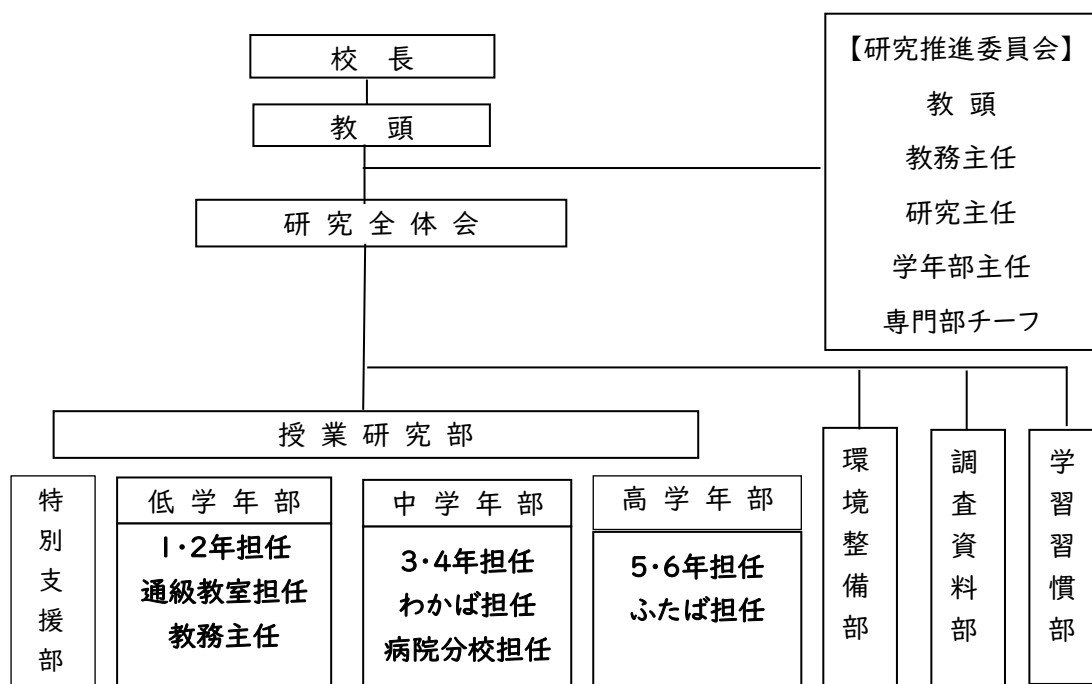 校 長
教 頭
【研究推進委員会】
教 頭
教務主任
研究主任
学年部主任
専門部チーフ
研 究 全 体 会
授 業 研 究 部
特別支援部
低 学 年 部
1・2年担任
通級教室担任
教務主任
中 学 年 部
3・4年担任
わかば担任
病院分校担任
高 学 年 部
5・6年担任
ふたば担任
環境整備部
調査資料部
学習習慣部